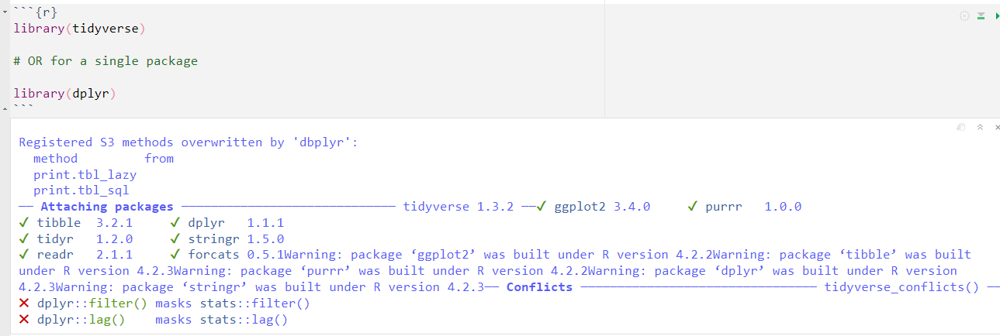 ```{r}
library(tidyverse)
# OR for a single package
library(dplyr)
```
Registered S3 methods overwritten by 'dbplyr':
  method         from
  print.tbl_lazy
  print.tbl_sql
── Attaching packages ───────────────────────────── tidyverse 1.3.2 ──✔ ggplot2 3.4.0     ✔ purrr   1.0.0
✔ tibble  3.2.1     ✔ dplyr   1.1.1
✔ tidyr   1.2.0     ✔ stringr 1.5.0
✔ readr   2.1.1     ✔ forcats 0.5.1Warning: package ‘ggplot2’ was built under R version 4.2.2Warning: package ‘tibble’ was built
under R version 4.2.3Warning: package ‘purrr’ was built under R version 4.2.2Warning: package ‘dplyr’ was built under R version
4.2.3Warning: package ‘stringr’ was built under R version 4.2.3── Conflicts ──────────────────────────────── tidyverse_conflicts() ──
✖ dplyr::filter() masks stats::filter()
✖ dplyr::lag()    masks stats::lag()